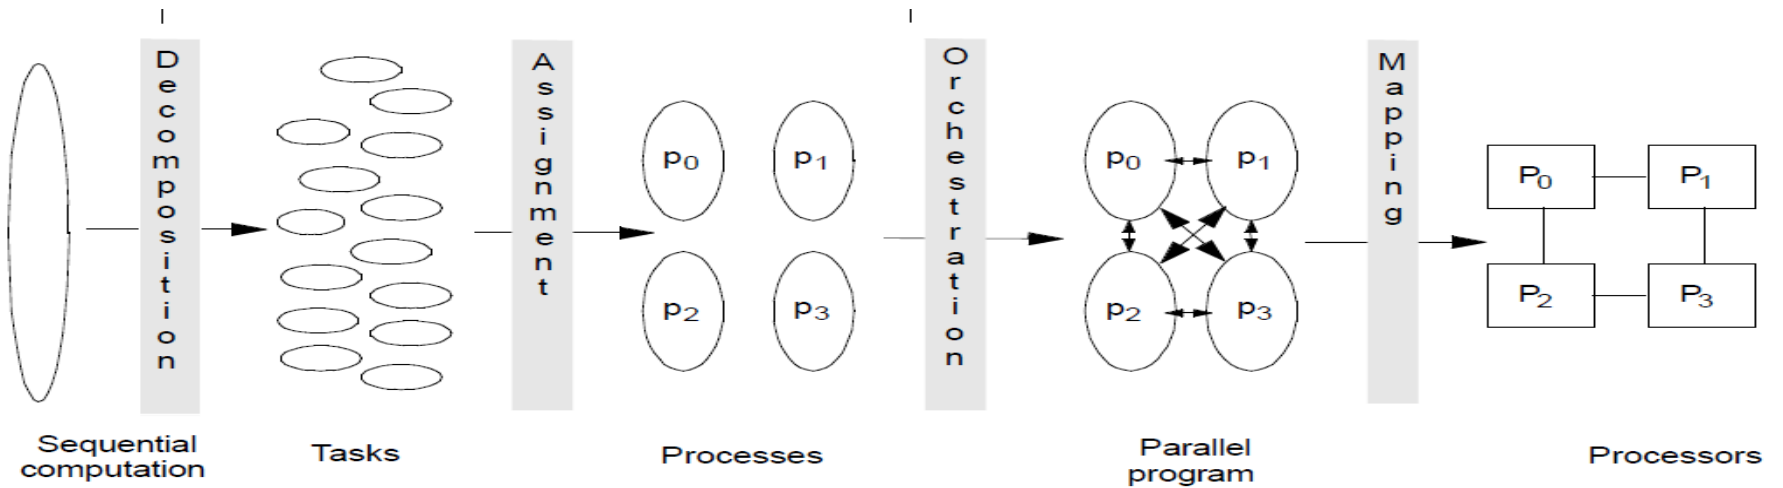 Decomposition
Assignment
Orchestration
Mapping
p0 p1
p2 p3
p0 p1
p2 p3
P0 P1
P2 P3
Sequential
computation
Tasks
Processes
Parallel
program
Processors